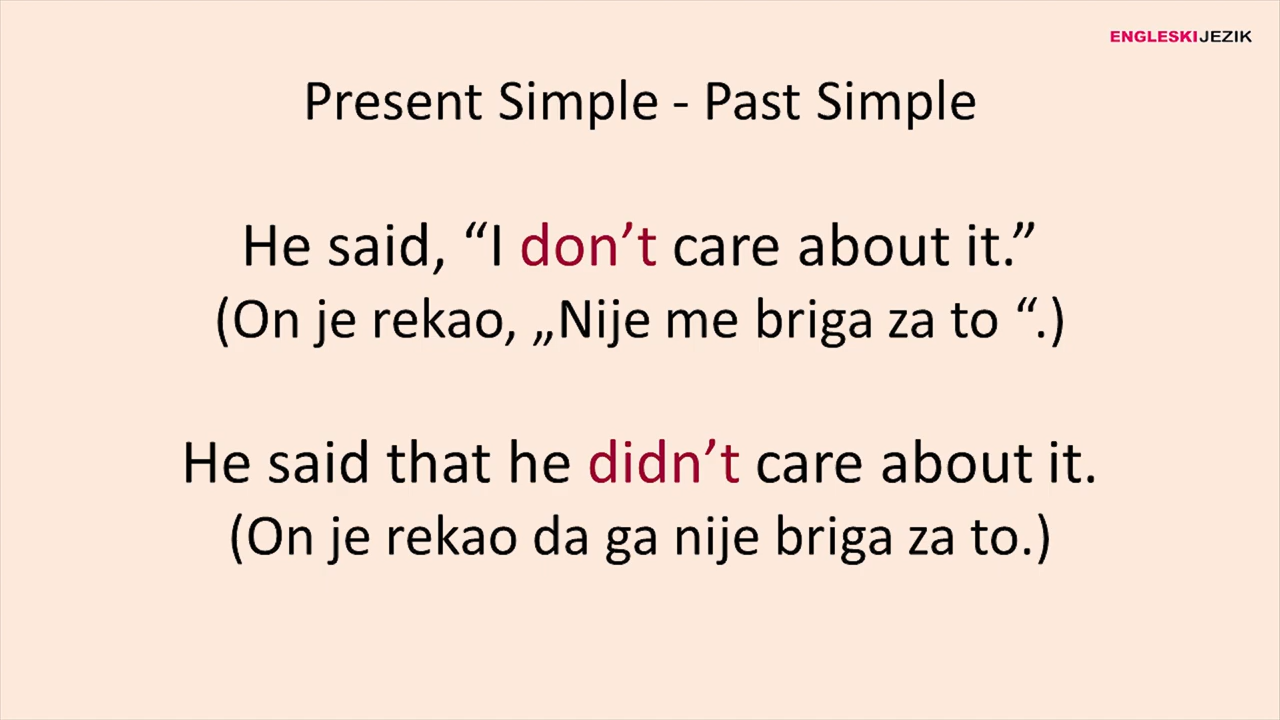 ENGLESKIJEZIK
Present Simple - Past Simple
He said, “I don’t care about it.”
(On je rekao, „Nije me briga za to “.)
He said that he didn’t care about it.
(On je rekao da ga nije briga za to.)